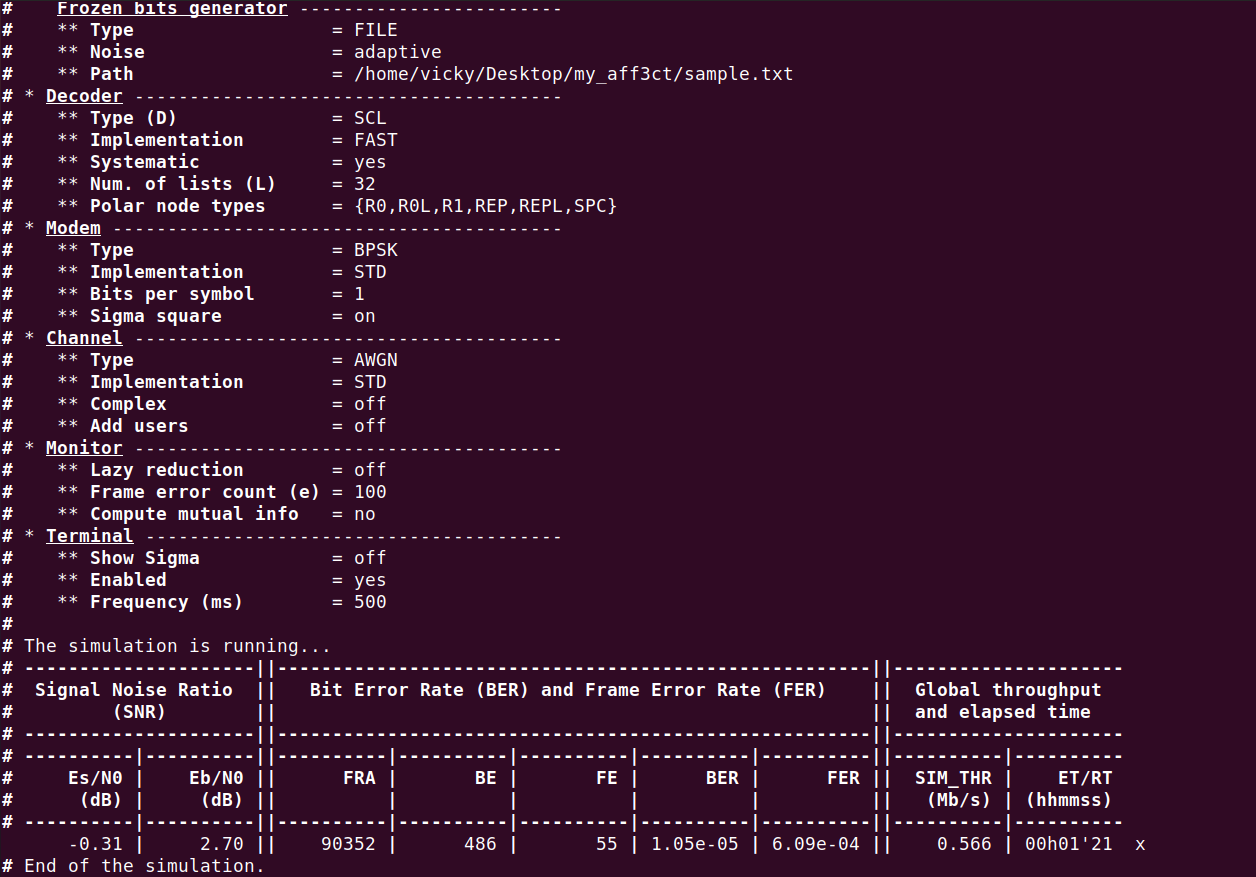 #    Frozen bits generator ------------------------
#    ** Type                  = FILE
#    ** Noise                 = adaptive
#    ** Path                  = /home/vicky/Desktop/my_aff3ct/sample.txt
# * Decoder ---------------------------------------
#    ** Type (D)              = SCL
#    ** Implementation        = FAST
#    ** Systematic            = yes
#    ** Num. of lists (L)     = 32
#    ** Polar node types      = {R0,R0L,R1,REP,REPL,SPC}
# * Modem -----------------------------------------
#    ** Type                  = BPSK
#    ** Implementation        = STD
#    ** Bits per symbol       = 1
#    ** Sigma square          = on
# * Channel ---------------------------------------
#    ** Type                  = AWGN
#    ** Implementation        = STD
#    ** Complex               = off
#    ** Add users             = off
# * Monitor ---------------------------------------
#    ** Lazy reduction        = off
#    ** Frame error count (e) = 100
#    ** Compute mutual info   = no
# * Terminal --------------------------------------
#    ** Show Sigma            = off
#    ** Enabled               = yes
#    ** Frequency (ms)        = 500
#
# The simulation is running...
# ---------------------||------------------------------------------------------||---------------------
#  Signal Noise Ratio  ||   Bit Error Rate (BER) and Frame Error Rate (FER)    ||  Global throughput
#         (SNR)        ||                                                      ||  and elapsed time
# ---------------------||------------------------------------------------------||---------------------
# ----------|----------||----------|----------|----------|----------|----------||----------|----------
#     Es/N0 |    Eb/N0 ||      FRA |       BE |       FE |      BER |      FER ||  SIM_THR |    ET/RT
#      (dB) |     (dB) ||          |          |          |          |          ||   (Mb/s) | (hhmmss)
# ----------|----------||----------|----------|----------|----------|----------||----------|----------
      -0.31 |     2.70 ||    90352 |      486 |       55 | 1.05e-05 | 6.09e-04 ||    0.566 | 00h01'21  x
# End of the simulation.